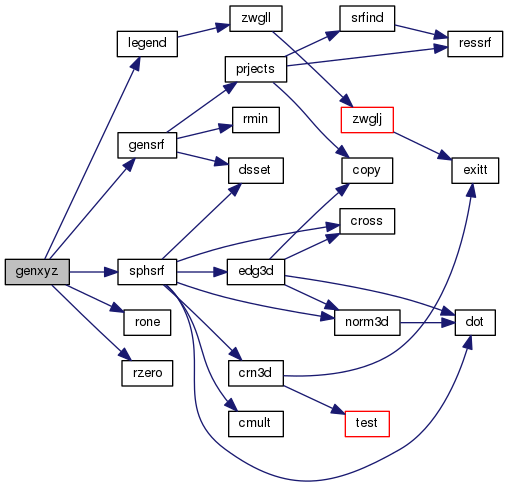 zwgll
srfind
legend
ressrf
prjects
rmin
zwglj
gensrf
dsset
copy
exitt
cross
genxyz
sphsrf
edg3d
rone
norm3d
dot
rzero
crn3d
cmult
test